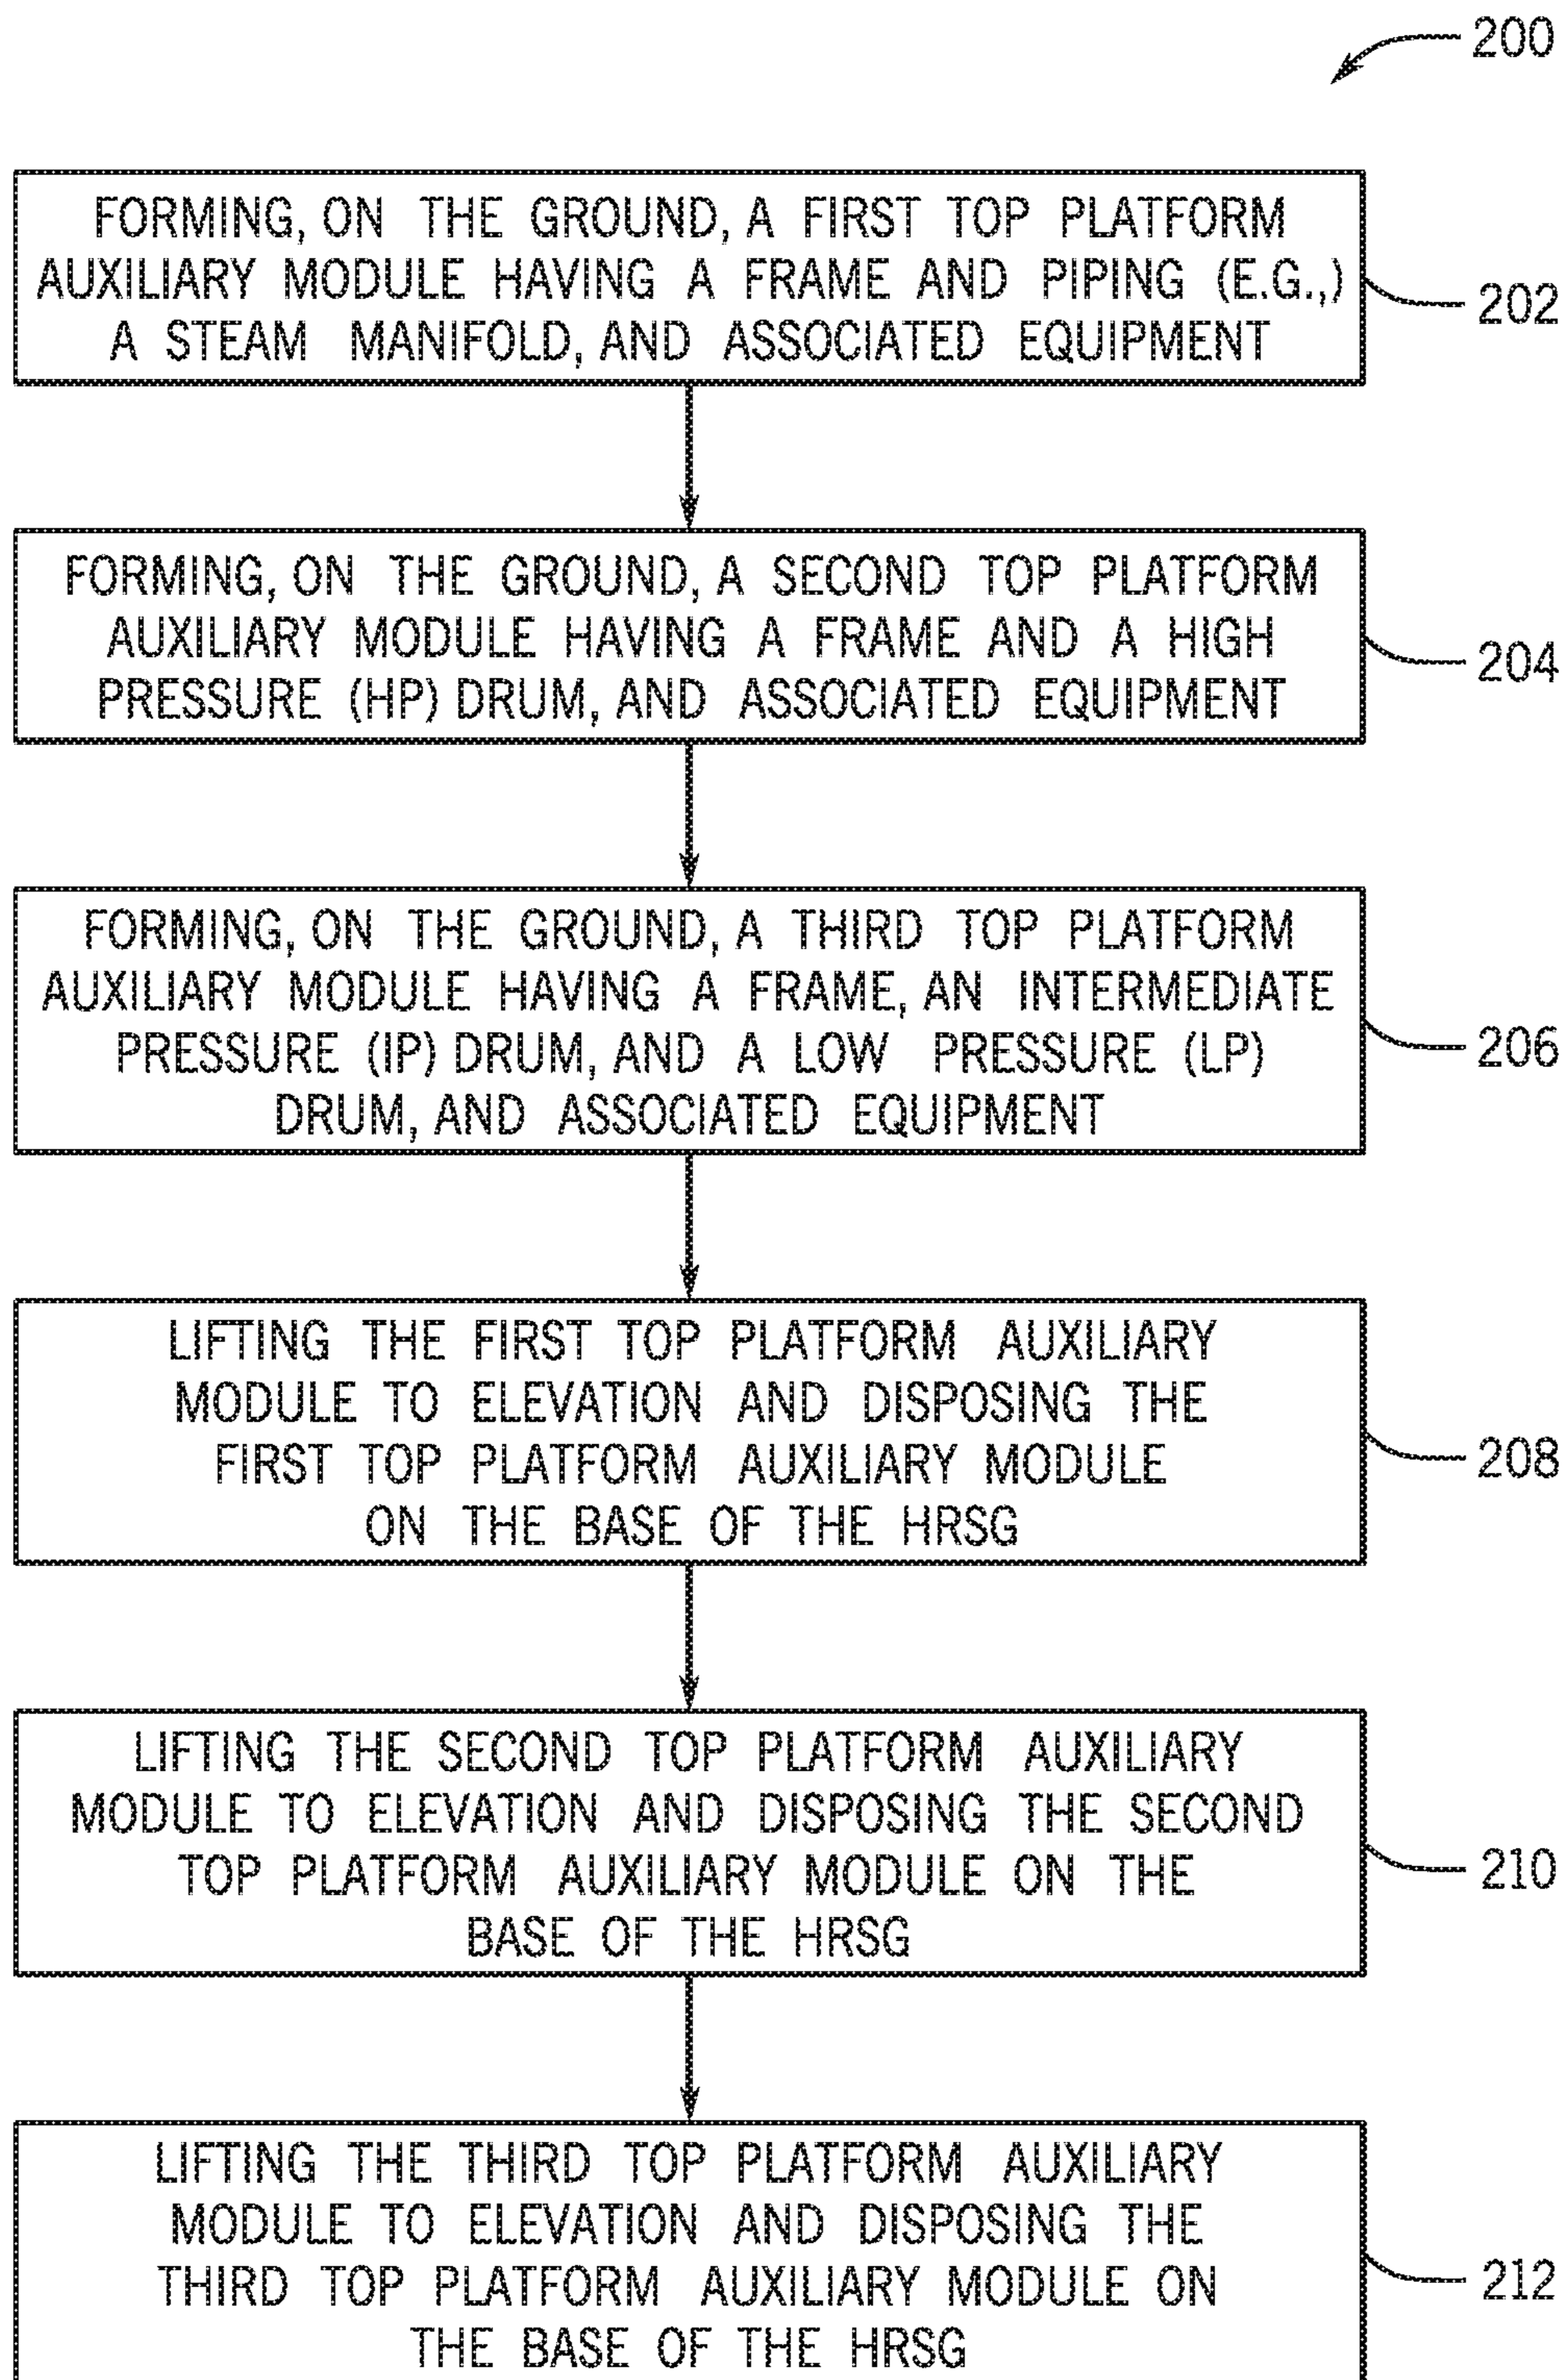 200
FORMING, ON THE GROUND, A FIRST TOP PLATFORM
AUXILIARY MODULE HAVING A FRAME AND PIPING (E.G.,)
A STEAM MANIFOLD, AND ASSOCIATED EQUIPMENT
202
FORMING, ON THE GROUND, A SECOND TOP PLATFORM
AUXILIARY MODULE HAVING A FRAME AND A HIGH
PRESSURE (HP) DRUM, AND ASSOCIATED EQUIPMENT
204
FORMING, ON THE GROUND, A THIRD TOP PLATFORM
AUXILIARY MODULE HAVING A FRAME, AN INTERMEDIATE
PRESSURE (IP) DRUM, AND A LOW PRESSURE (LP)
DRUM, AND ASSOCIATED EQUIPMENT
206
LIFTING THE FIRST TOP PLATFORM AUXILIARY
MODULE TO ELEVATION AND DISPOSING THE
FIRST TOP PLATFORM AUXILIARY MODULE
ON THE BASE OF THE HRSG
208
LIFTING THE SECOND TOP PLATFORM AUXILIARY
MODULE TO ELEVATION AND DISPOSING THE SECOND
TOP PLATFORM AUXILIARY MODULE ON THE
BASE OF THE HRSG
210
LIFTING THE THIRD TOP PLATFORM AUXILIARY
MODULE TO ELEVATION AND DISPOSING THE
THIRD TOP PLATFORM AUXILIARY MODULE ON
THE BASE OF THE HRSG
212